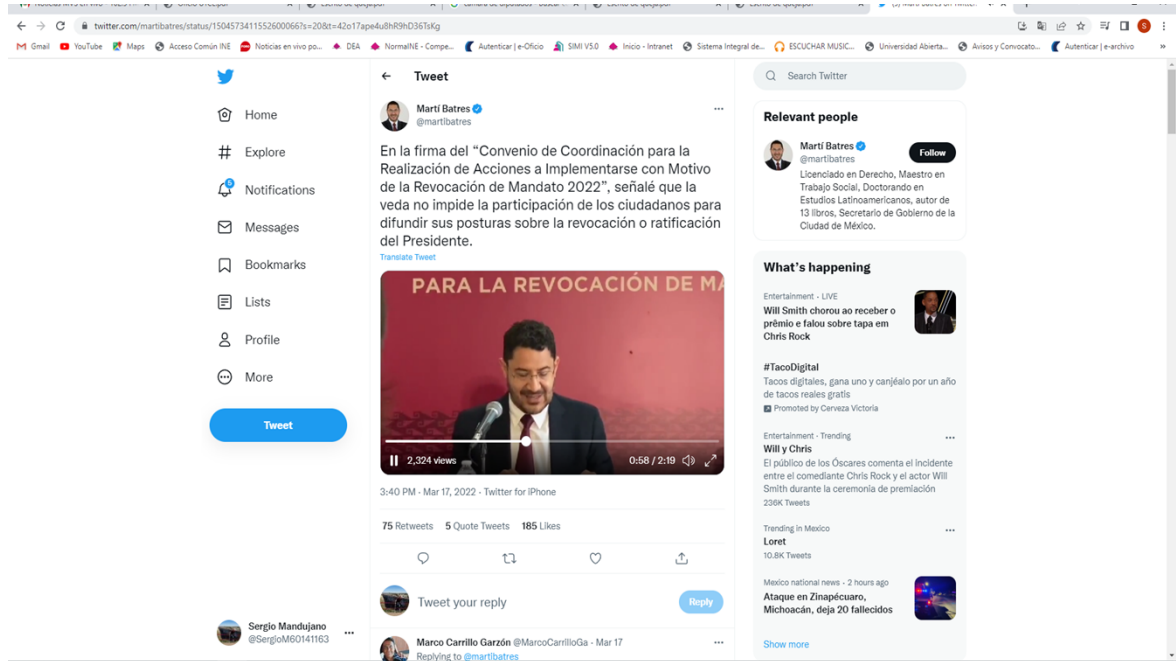 twitter.com/martibatres/status/1504573411552600066?s=20&t=42o17ape4u8hR9hD36TsKg
Gmail YouTube Maps Acceso Común INE Noticias en vivo po... DEA NormalINE - Compe... Autenticar | e-Oficio SIMI V5.0 Inicio - Intranet Sistema Integral de... ESCUCHAR MUSIC... Universidad Abierta... Avisos y Convocato... Autenticar | e-archivo »
Home
Explore
5
Notifications
Messages
Bookmarks
Lists
Profile
More
Tweet
Sergio Mandujano
@SergioM60141163
Tweet
Martí Batres
@martibatres
En la firma del “Convenio de Coordinación para la
Realización de Acciones a Implementarse con Motivo
de la Revocación de Mandato 2022”, señalé que la
veda no impide la participación de los ciudadanos para
difundir sus posturas sobre la revocación o ratificación
del Presidente.
Translate Tweet
PARA LA REVOCACIÓN DE MA
2,324 views 0:58 / 2:19
3:40 PM · Mar 17, 2022 · Twitter for iPhone
75 Retweets 5 Quote Tweets 185 Likes
Tweet your reply
Reply
Marco Carrillo Garzón @MarcoCarrilloGa · Mar 17
Replying to @martibatres
Search Twitter
Relevant people
Martí Batres
@martibatres
Follow
Licenciado en Derecho, Maestro en
Trabajo Social, Doctorando en
Estudios Latinoamericanos, autor de
13 libros, Secretario de Gobierno de la
Ciudad de México.
What's happening
Entertainment · LIVE
Will Smith chorou ao receber o
prêmio e falou sobre tapa em
Chris Rock
#TacoDigital
Tacos digitales, gana uno y canjéalo por un año
de tacos reales gratis
Promoted by Cerveza Victoria
Entertainment · Trending
Will y Chris
El público de los Óscares comenta el incidente
entre el comediante Chris Rock y el actor Will
Smith durante la ceremonia de premiación
236K Tweets
Trending in Mexico
Loret
10.8K Tweets
Mexico national news · 2 hours ago
Ataque en Zinapécuaro,
Michoacán, deja 20 fallecidos
Show more